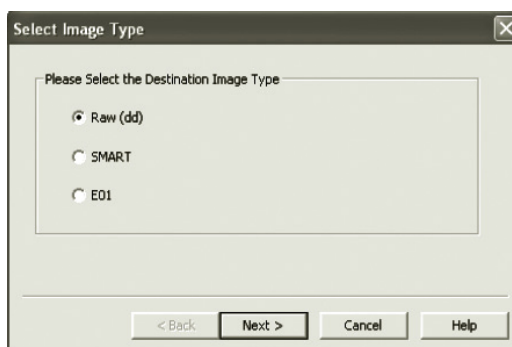 Select Image Type
Please Select the Destination Image Type
Raw (dd)
SMART
E01
< Back Next > Cancel Help